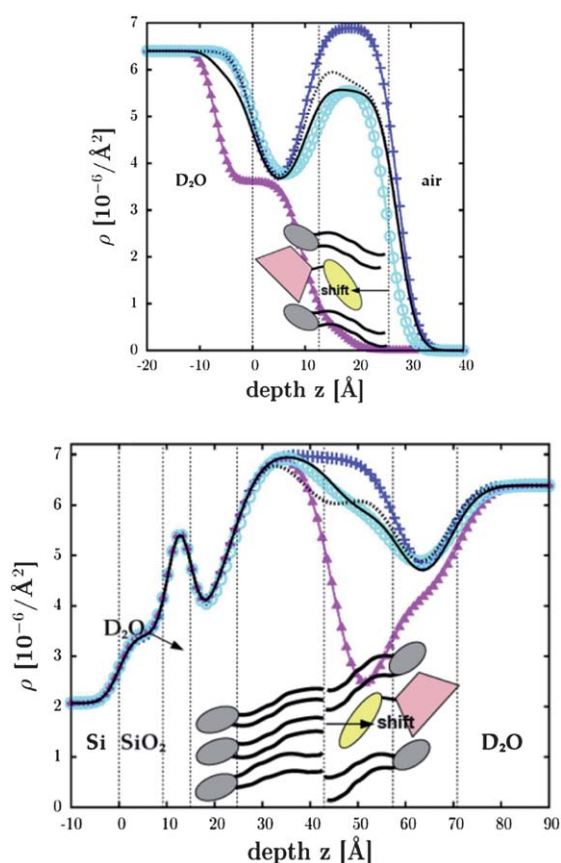 7
6
5
4
3
2
1
0
ρ [10⁻⁶/Å²]
D₂O
air
shift
-20 -10 0 10 20 30 40
depth z [Å]
7
6
5
4
3
2
1
0
ρ [10⁻⁶/Å²]
D₂O
shift
Si SiO₂ D₂O
-10 0 10 20 30 40 50 60 70 80 90
depth z [Å]